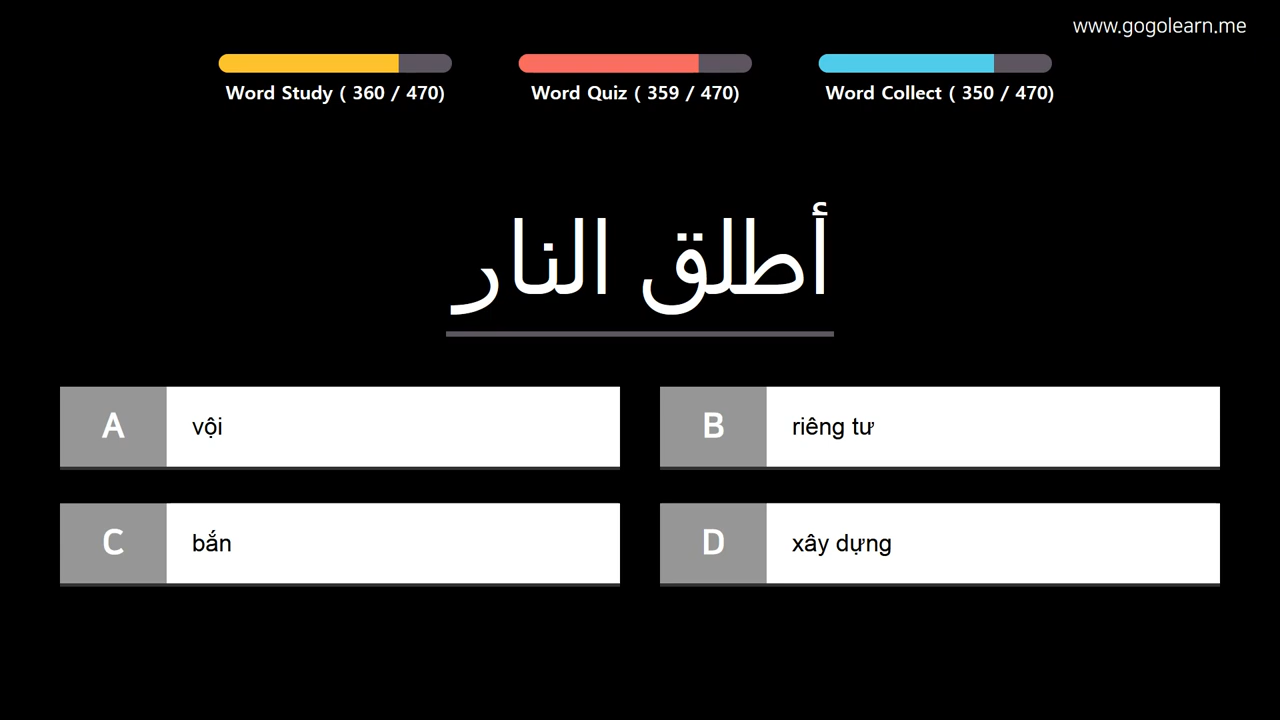 www.gogolearn.me
Word Study ( 360 / 470)
Word Quiz ( 359 / 470)
Word Collect ( 350 / 470)
أطلق النار
A
vội
B
riêng tư
C
bắn
D
xây dựng